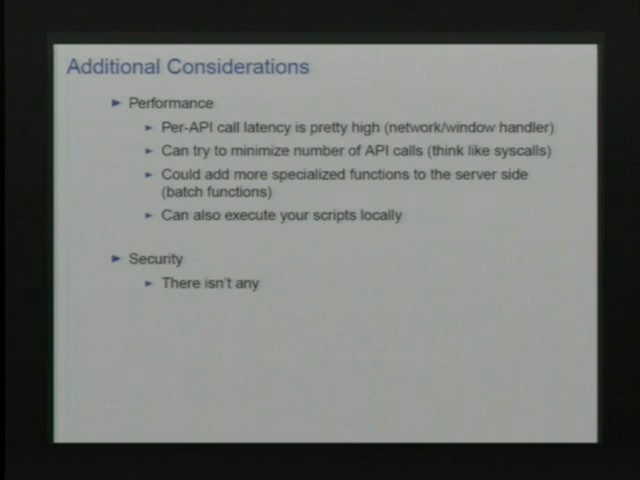 Additional Considerations
Performance
Per-API call latency is pretty high (network/window handler)
Can try to minimize number of API calls (think like syscalls)
Could add more specialized functions to the server side
(batch functions)
Can also execute your scripts locally
Security
There isn't any